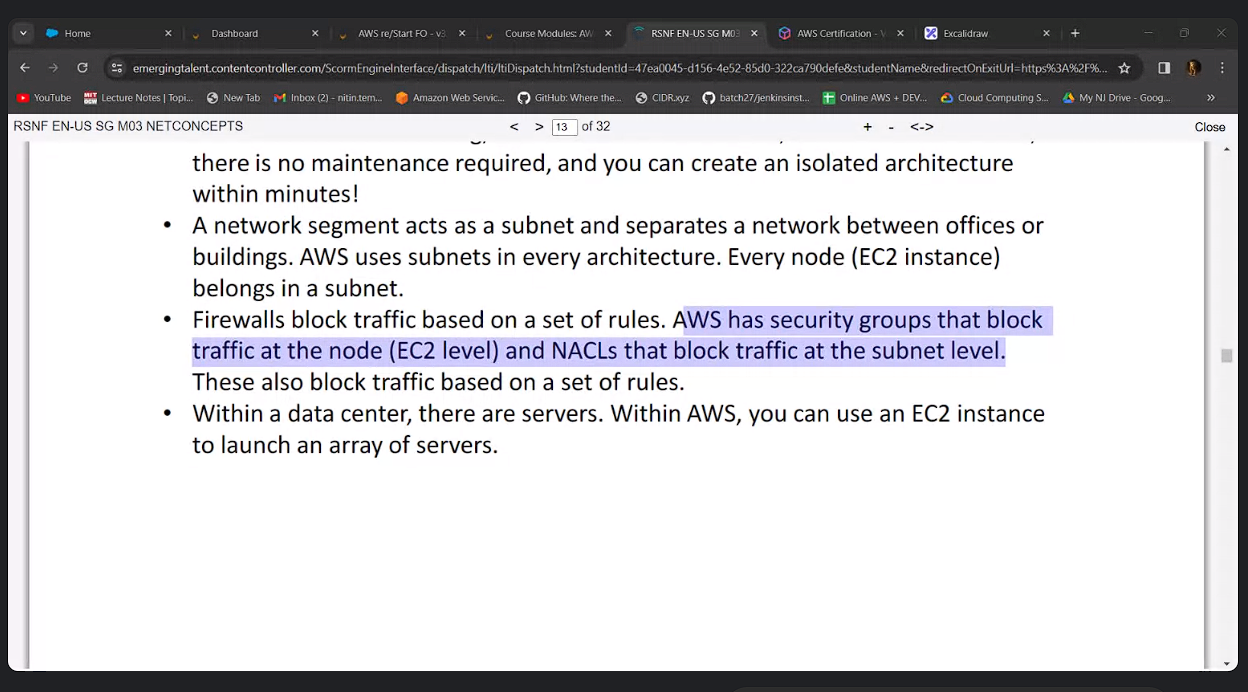 Home
Dashboard
AWS re/Start FO - v3.
Course Modules: AW
RSNF EN-US SG M03
AWS Certification - V
Excalidraw
emergingtalent.contentcontroller.com/ScormEngineInterface/dispatch/lti/ltiDispatch.html?studentId=47ea0045-d156-4e52-85d0-322ca790defe&studentName&redirectOnExitUrl=https%3A%2F%...
YouTube
Lecture Notes | Topi...
New Tab
Inbox (2) - nitin.tem...
Amazon Web Servic...
GitHub: Where the...
CIDR.xyz
batch27/jenkinsinst...
Online AWS + DEV...
Cloud Computing S...
My NJ Drive - Goog...
»
RSNF EN-US SG M03 NETCONCEPTS
< > 13 of 32
+ - <->
Close
there is no maintenance required, and you can create an isolated architecture
within minutes!
• A network segment acts as a subnet and separates a network between offices or
buildings. AWS uses subnets in every architecture. Every node (EC2 instance)
belongs in a subnet.
• Firewalls block traffic based on a set of rules. AWS has security groups that block
traffic at the node (EC2 level) and NACLs that block traffic at the subnet level.
These also block traffic based on a set of rules.
• Within a data center, there are servers. Within AWS, you can use an EC2 instance
to launch an array of servers.